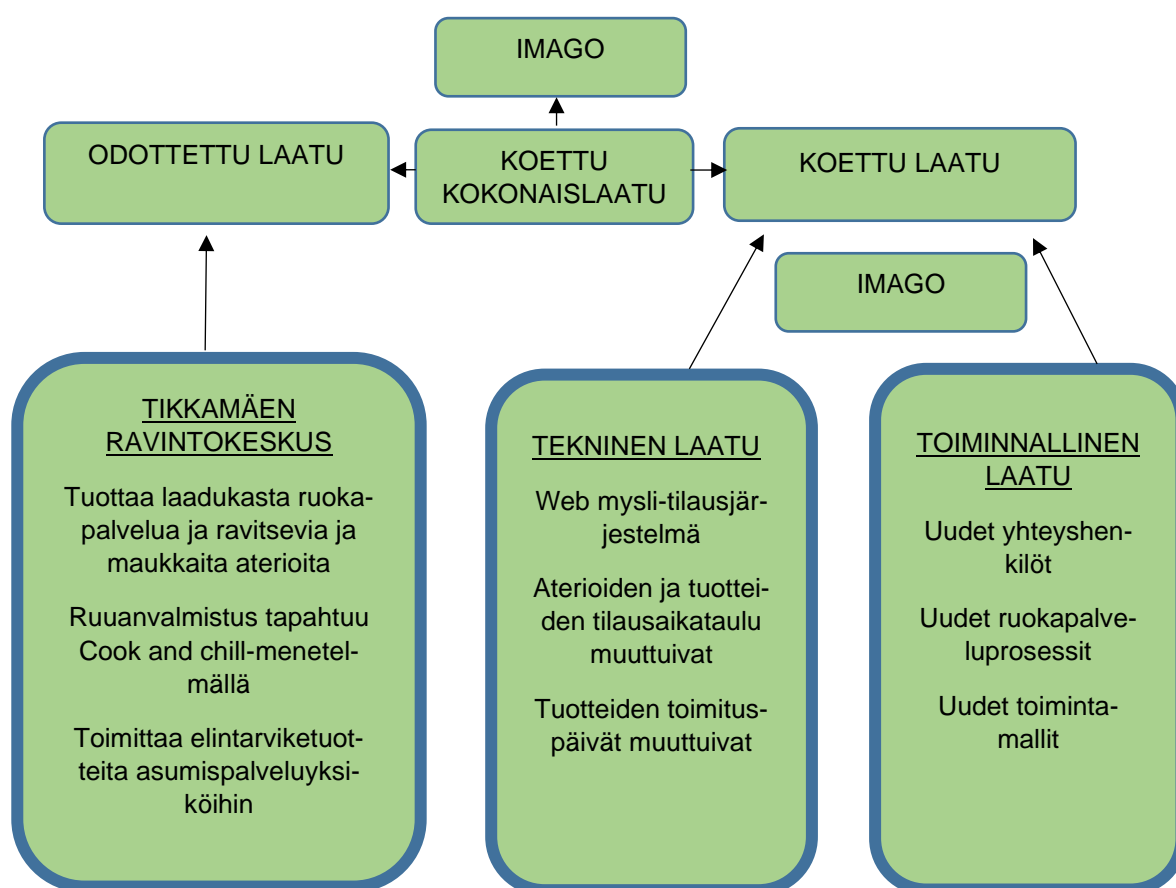 IMAGO
ODOTTETTU LAATU
KOETTU
KOKONAISLAATU
KOETTU LAATU
IMAGO
TIKKAMÄEN
RAVINTOKESKUS
Tuottaa laadukasta ruoka-
palvelua ja ravitsevia ja
maukkaita aterioita
Ruuanvalmistus tapahtuu
Cook and chill-menetel-
mällä
Toimittaa elintarviketuot-
teita asumispalveluyksi-
köihin
TEKNINEN LAATU
Web mysli-tilausjär-
jestelmä
Aterioiden ja tuottei-
den tilausaikataulu
muuttuivat
Tuotteiden toimitus-
päivät muuttuivat
TOIMINNALLINEN
LAATU
Uudet yhteyshen-
kilöt
Uudet ruokapalve-
luprosessit
Uudet toiminta-
mallit